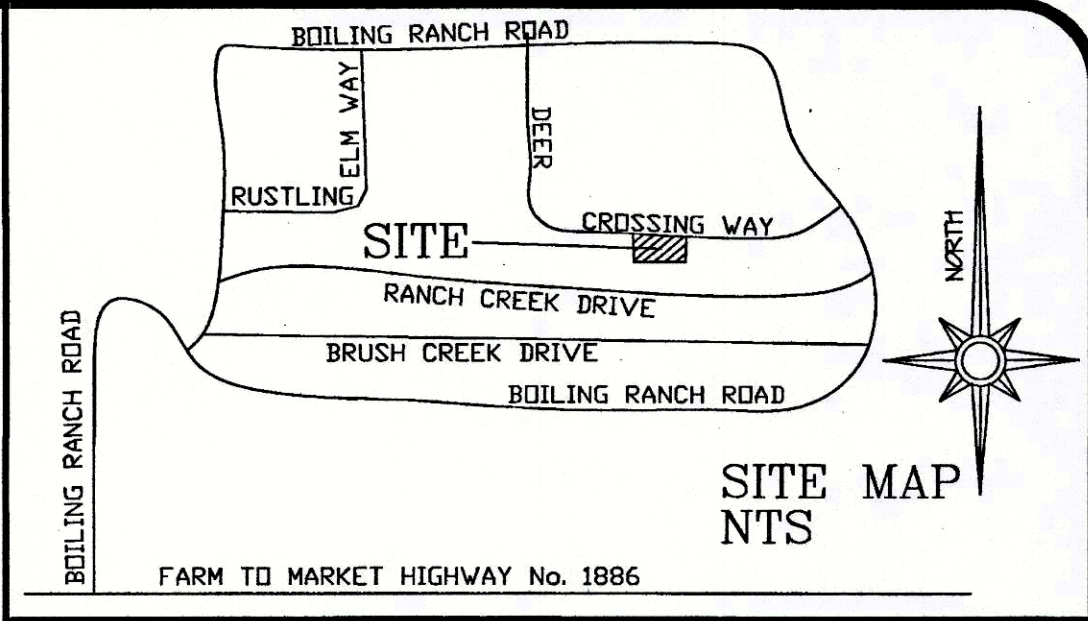 BOILING RANCH ROAD
ELM WAY
DEER
RUSTLING
CROSSING WAY
SITE
NORTH
RANCH CREEK DRIVE
BRUSH CREEK DRIVE
BOILING RANCH ROAD
BOILING RANCH ROAD
SITE MAP
NTS
FARM TO MARKET HIGHWAY No. 1886